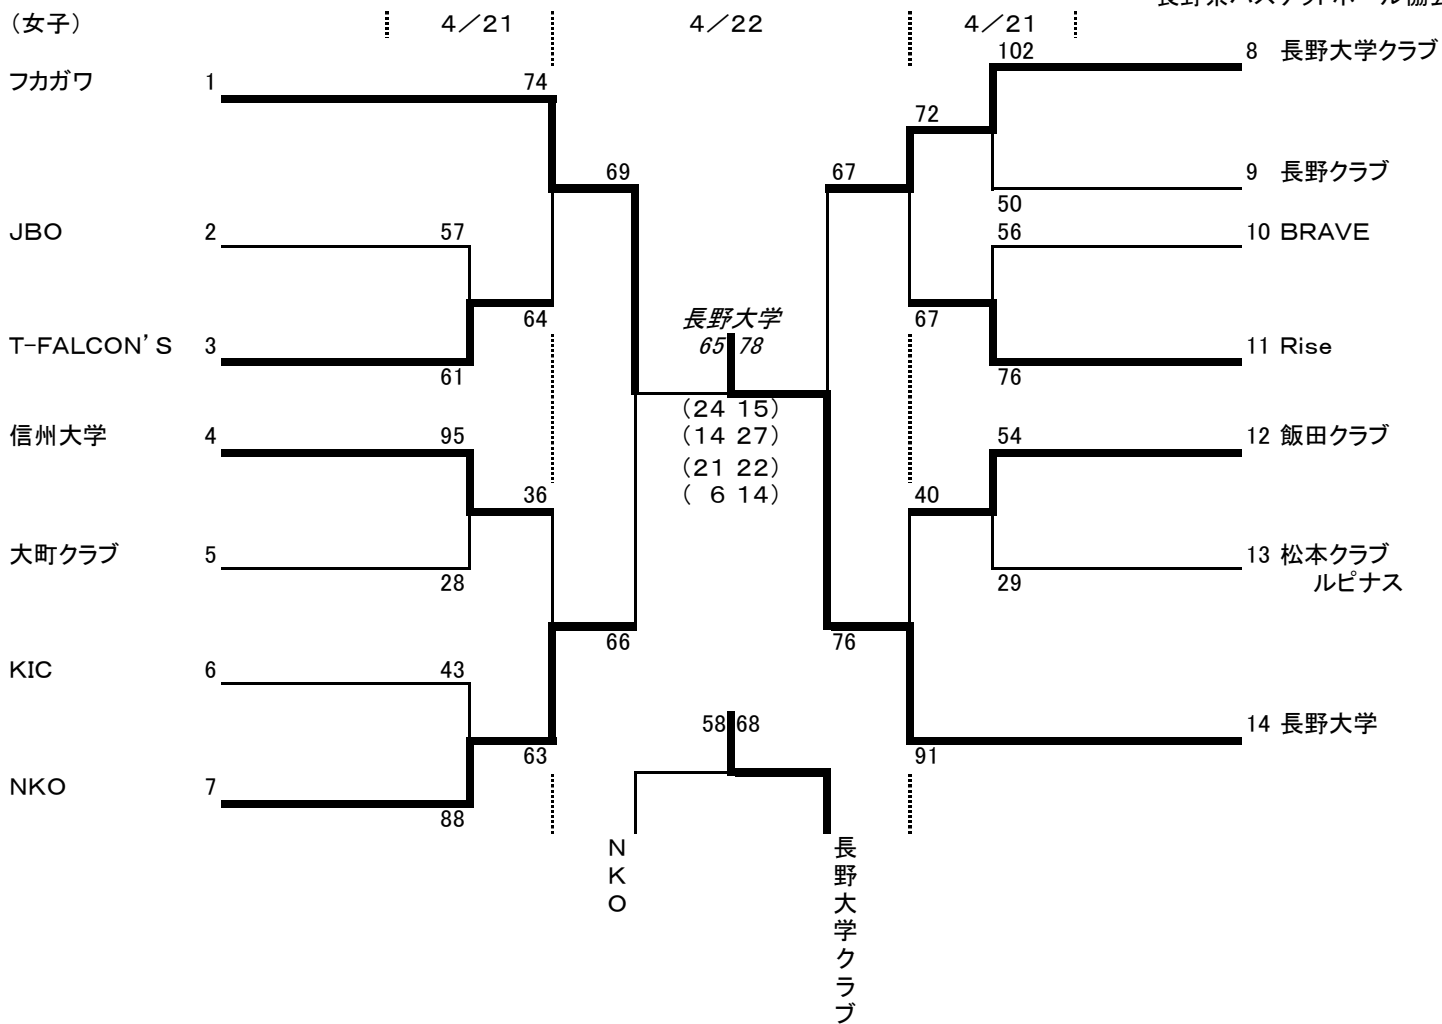 長野県バスケットボール協会
(女子)
4/21
4/22
4/21
フカガワ 1 74
JBO 2 57
T-FALCON'S 3 61
64
69
信州大学 4 95
大町クラブ 5 28
36
KIC 6 43
NKO 7 88
63
66
長野大学
65 78
(24 15)
(14 27)
(21 22)
( 6 14)
102 8 長野大学クラブ
72
50 9 長野クラブ
67
56 10 BRAVE
67
76 11 Rise
54 12 飯田クラブ
40
29 13 松本クラブ
ルピナス
76
91 14 長野大学
58 68
NKO
長野大学クラブ